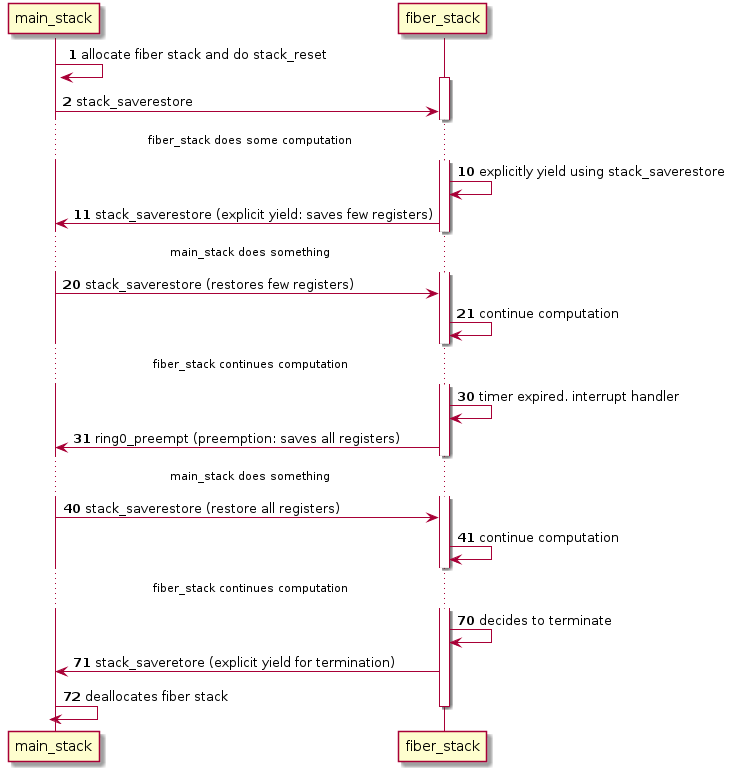 main_stack fiber_stack
1 allocate fiber stack and do stack_reset
2 stack_saverestore
fiber_stack does some computation
10 explicitly yield using stack_saverestore
11 stack_saverestore (explicit yield: saves few registers)
main_stack does something
20 stack_saverestore (restores few registers)
21 continue computation
fiber_stack continues computation
30 timer expired. interrupt handler
31 ring0_preempt (preemption: saves all registers)
main_stack does something
40 stack_saverestore (restore all registers)
41 continue computation
fiber_stack continues computation
70 decides to terminate
71 stack_saveretore (explicit yield for termination)
72 deallocates fiber stack
main_stack fiber_stack